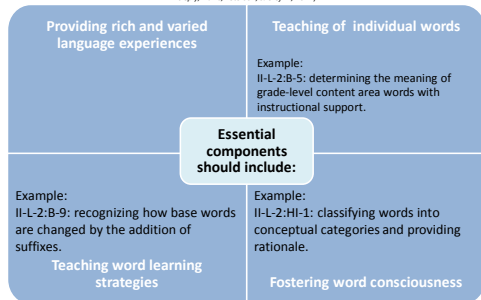 Providing rich and varied
language experiences
Teaching of individual words
Example:
II-L-2:B-5: determining the meaning of
grade-level content area words with
instructional support.
Essential
components
should include:
Example:
II-L-2:B-9: recognizing how base words
are changed by the addition of
suffixes.
Teaching word learning
strategies
Example:
II-L-2:HI-1: classifying words into
conceptual categories and providing
rationale.
Fostering word consciousness